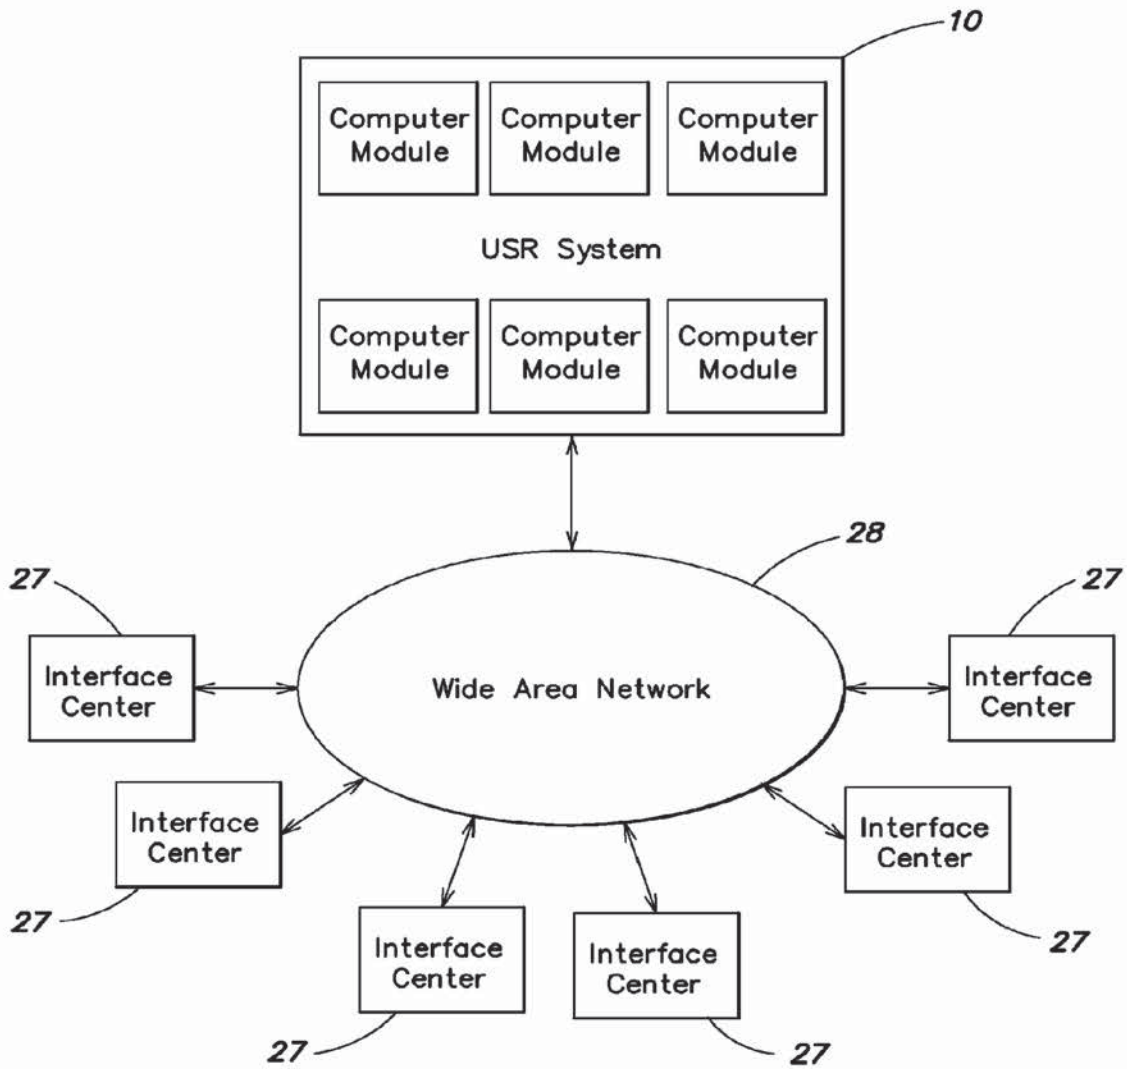 10
Computer
Module
Computer
Module
Computer
Module
USR System
Computer
Module
Computer
Module
Computer
Module
28
27
27
Interface
Center
Wide Area Network
Interface
Center
Interface
Center
Interface
Center
27
Interface
Center
Interface
Center
27
27
27